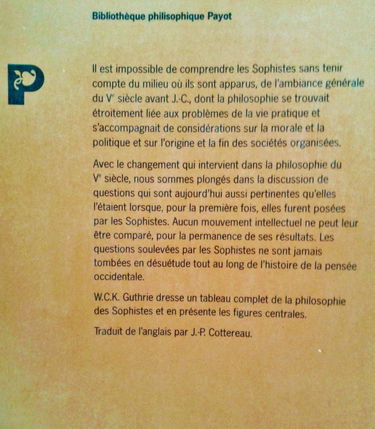 Bibliothèque philisophique Payot
P
Il est impossible de comprendre les Sophistes sans tenir
compte du milieu où ils sont apparus, de l'ambiance générale
du Vᵉ siècle avant J.-C., dont la philosophie se trouvait
étroitement liée aux problèmes de la vie pratique et
s'accompagnait de considérations sur la morale et la
politique et sur l'origine et la fin des sociétés organisées.
Avec le changement qui intervient dans la philosophie du
Vᵉ siècle, nous sommes plongés dans la discussion de
questions qui sont aujourd'hui aussi pertinentes qu'elles
l'étaient lorsque, pour la première fois, elles furent posées
par les Sophistes. Aucun mouvement intellectuel ne peut leur
être comparé, pour la permanence de ses résultats. Les
questions soulevées par les Sophistes ne sont jamais
tombées en désuétude tout au long de l'histoire de la pensée
occidentale.
W.C.K. Guthrie dresse un tableau complet de la philosophie
des Sophistes et en présente les figures centrales.
Traduit de l'anglais par J.-P. Cottereau.